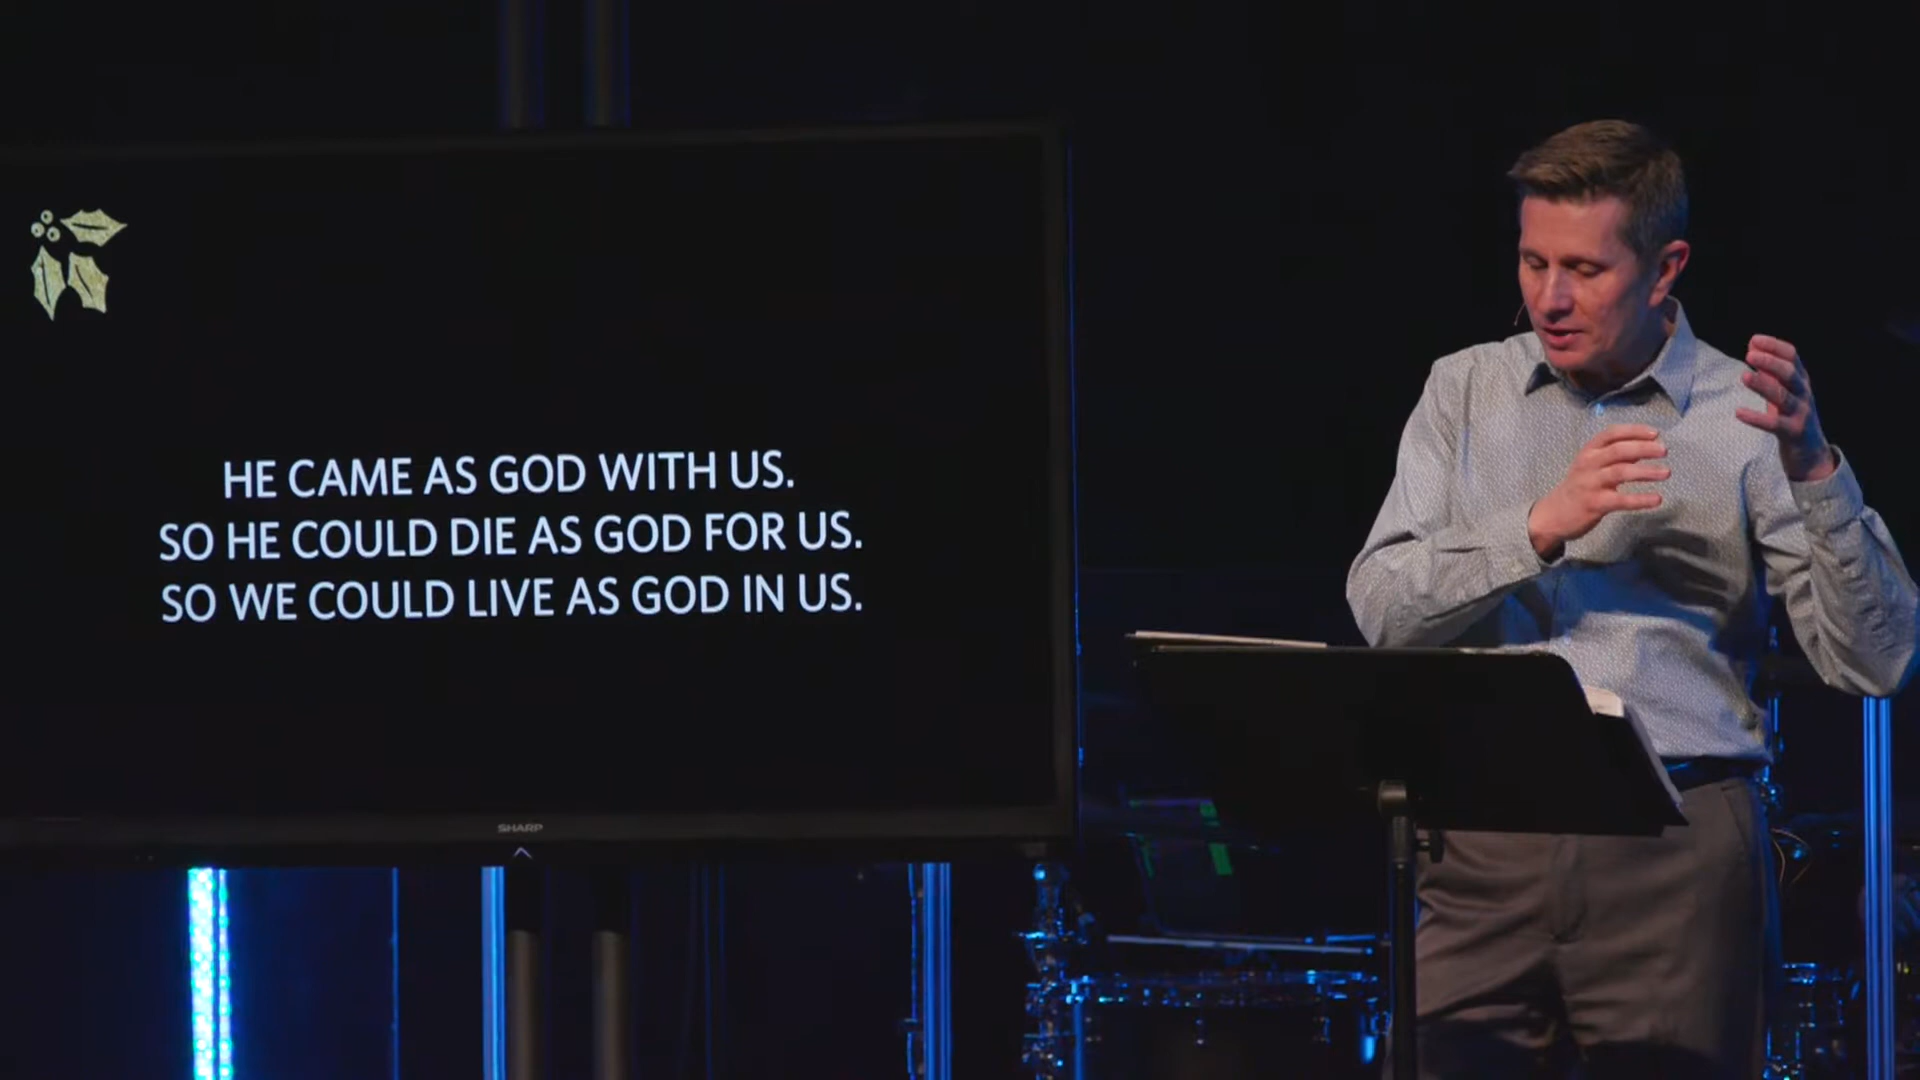 HE CAME AS GOD WITH US.
SO HE COULD DIE AS GOD FOR US.
SO WE COULD LIVE AS GOD IN US.
SHARP